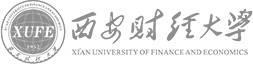 XUFE
1952
西安财经大学
XI'AN UNIVERSITY OF FINANCE AND ECONOMICS